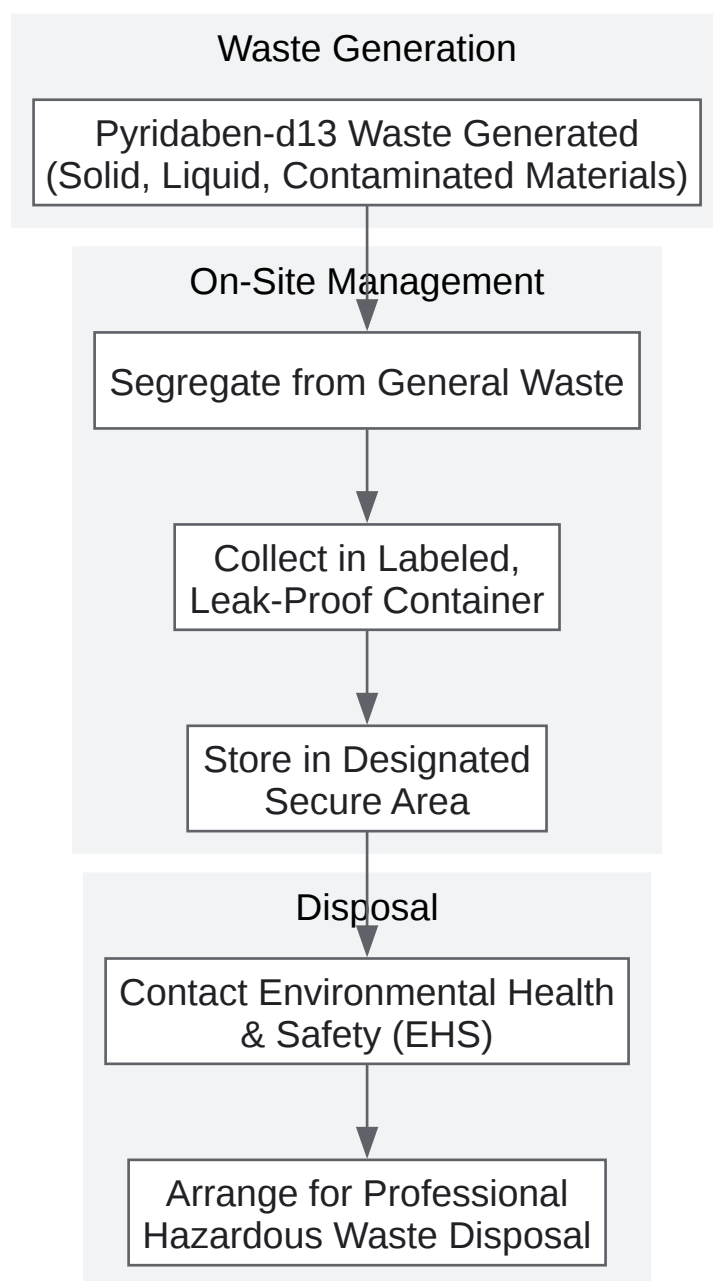 Waste Generation
Pyridaben-d13 Waste Generated
(Solid, Liquid, Contaminated Materials)
On-Site Management
Segregate from General Waste
Collect in Labeled,
Leak-Proof Container
Store in Designated
Secure Area
Disposal
Contact Environmental Health
& Safety (EHS)
Arrange for Professional
Hazardous Waste Disposal